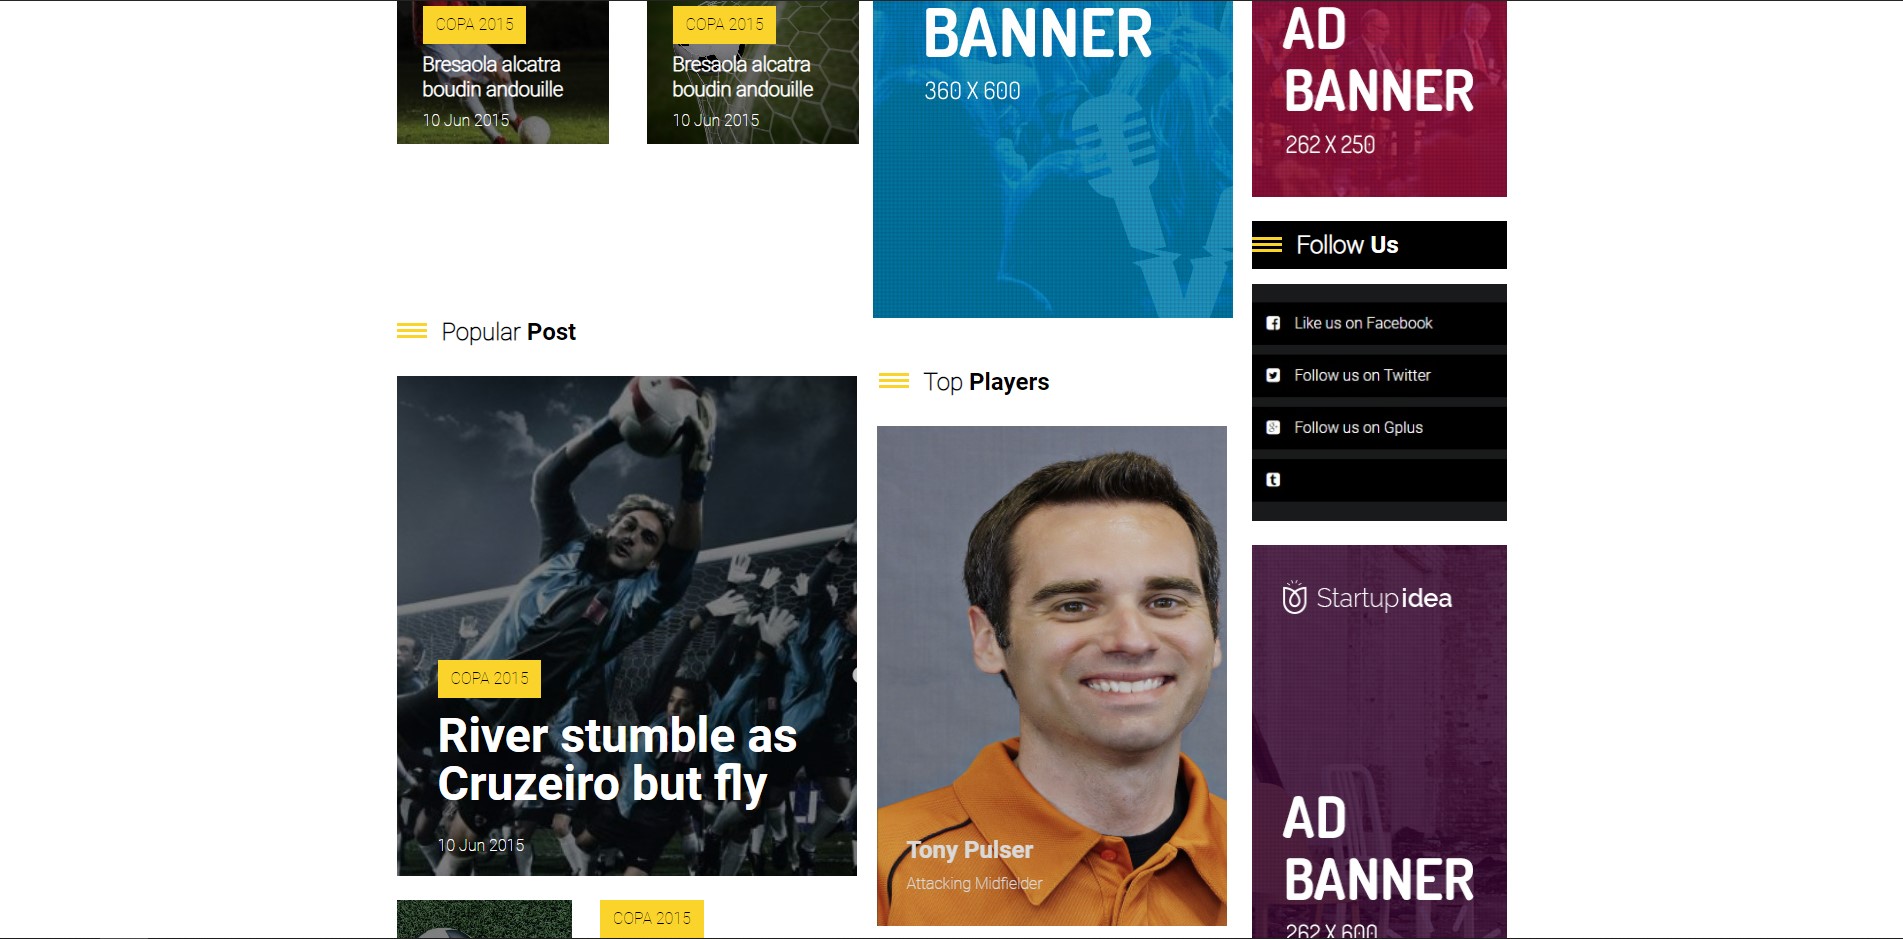 COPA 2015
Bresaola alcatra
boudin andouille
10 Jun 2015
COPA 2015
Bresaola alcatra
boudin andouille
10 Jun 2015
BANNER
360 X 600
AD
BANNER
262 X 250
Follow Us
Like us on Facebook
Follow us on Twitter
Follow us on Gplus
Popular Post
COPA 2015
River stumble as
Cruzeiro but fly
10 Jun 2015
COPA 2015
Top Players
Tony Pulser
Attacking Midfielder
Startup idea
AD
BANNER
262 X 600